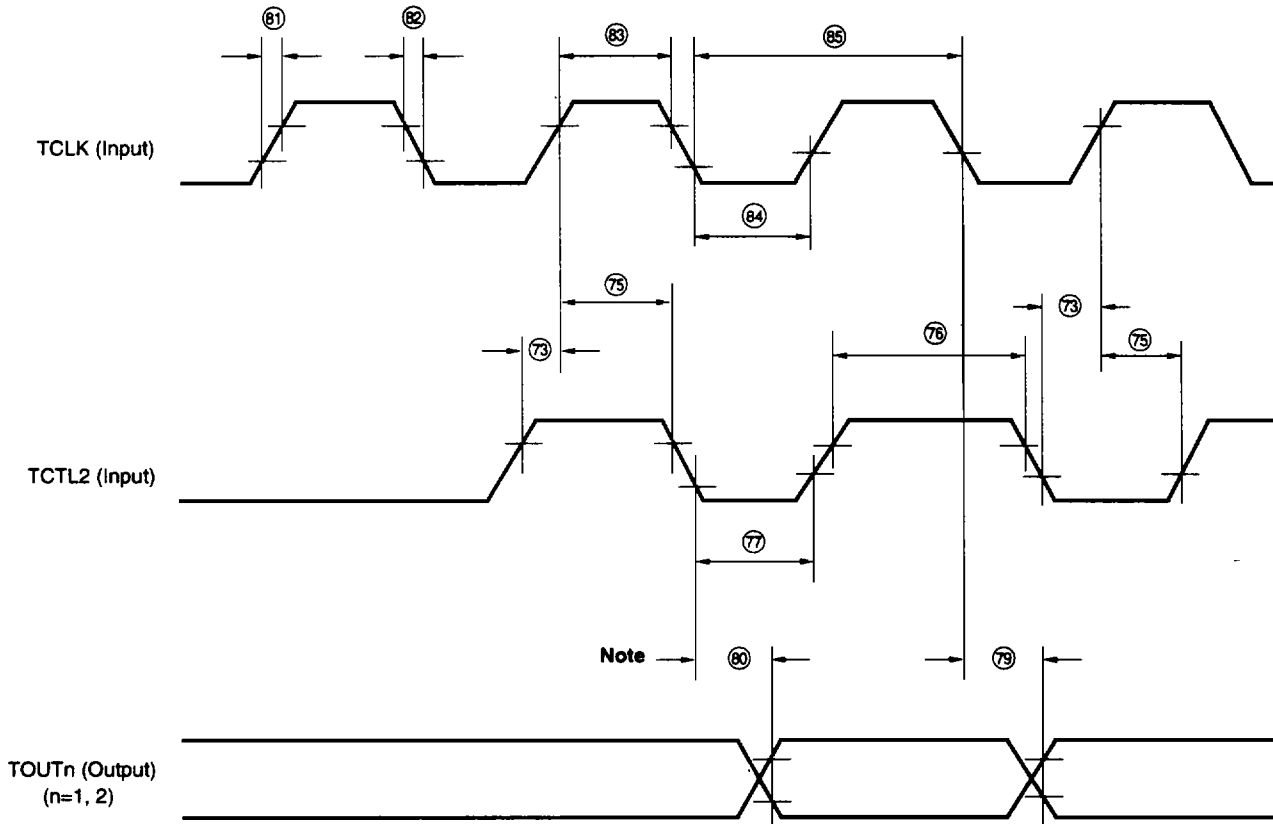 81 82 83 85
TCLK (Input)
84
75
73
76
73
75
TCTL2 (Input)
77
Note 80 79
TOUTn (Output)
(n=1, 2)